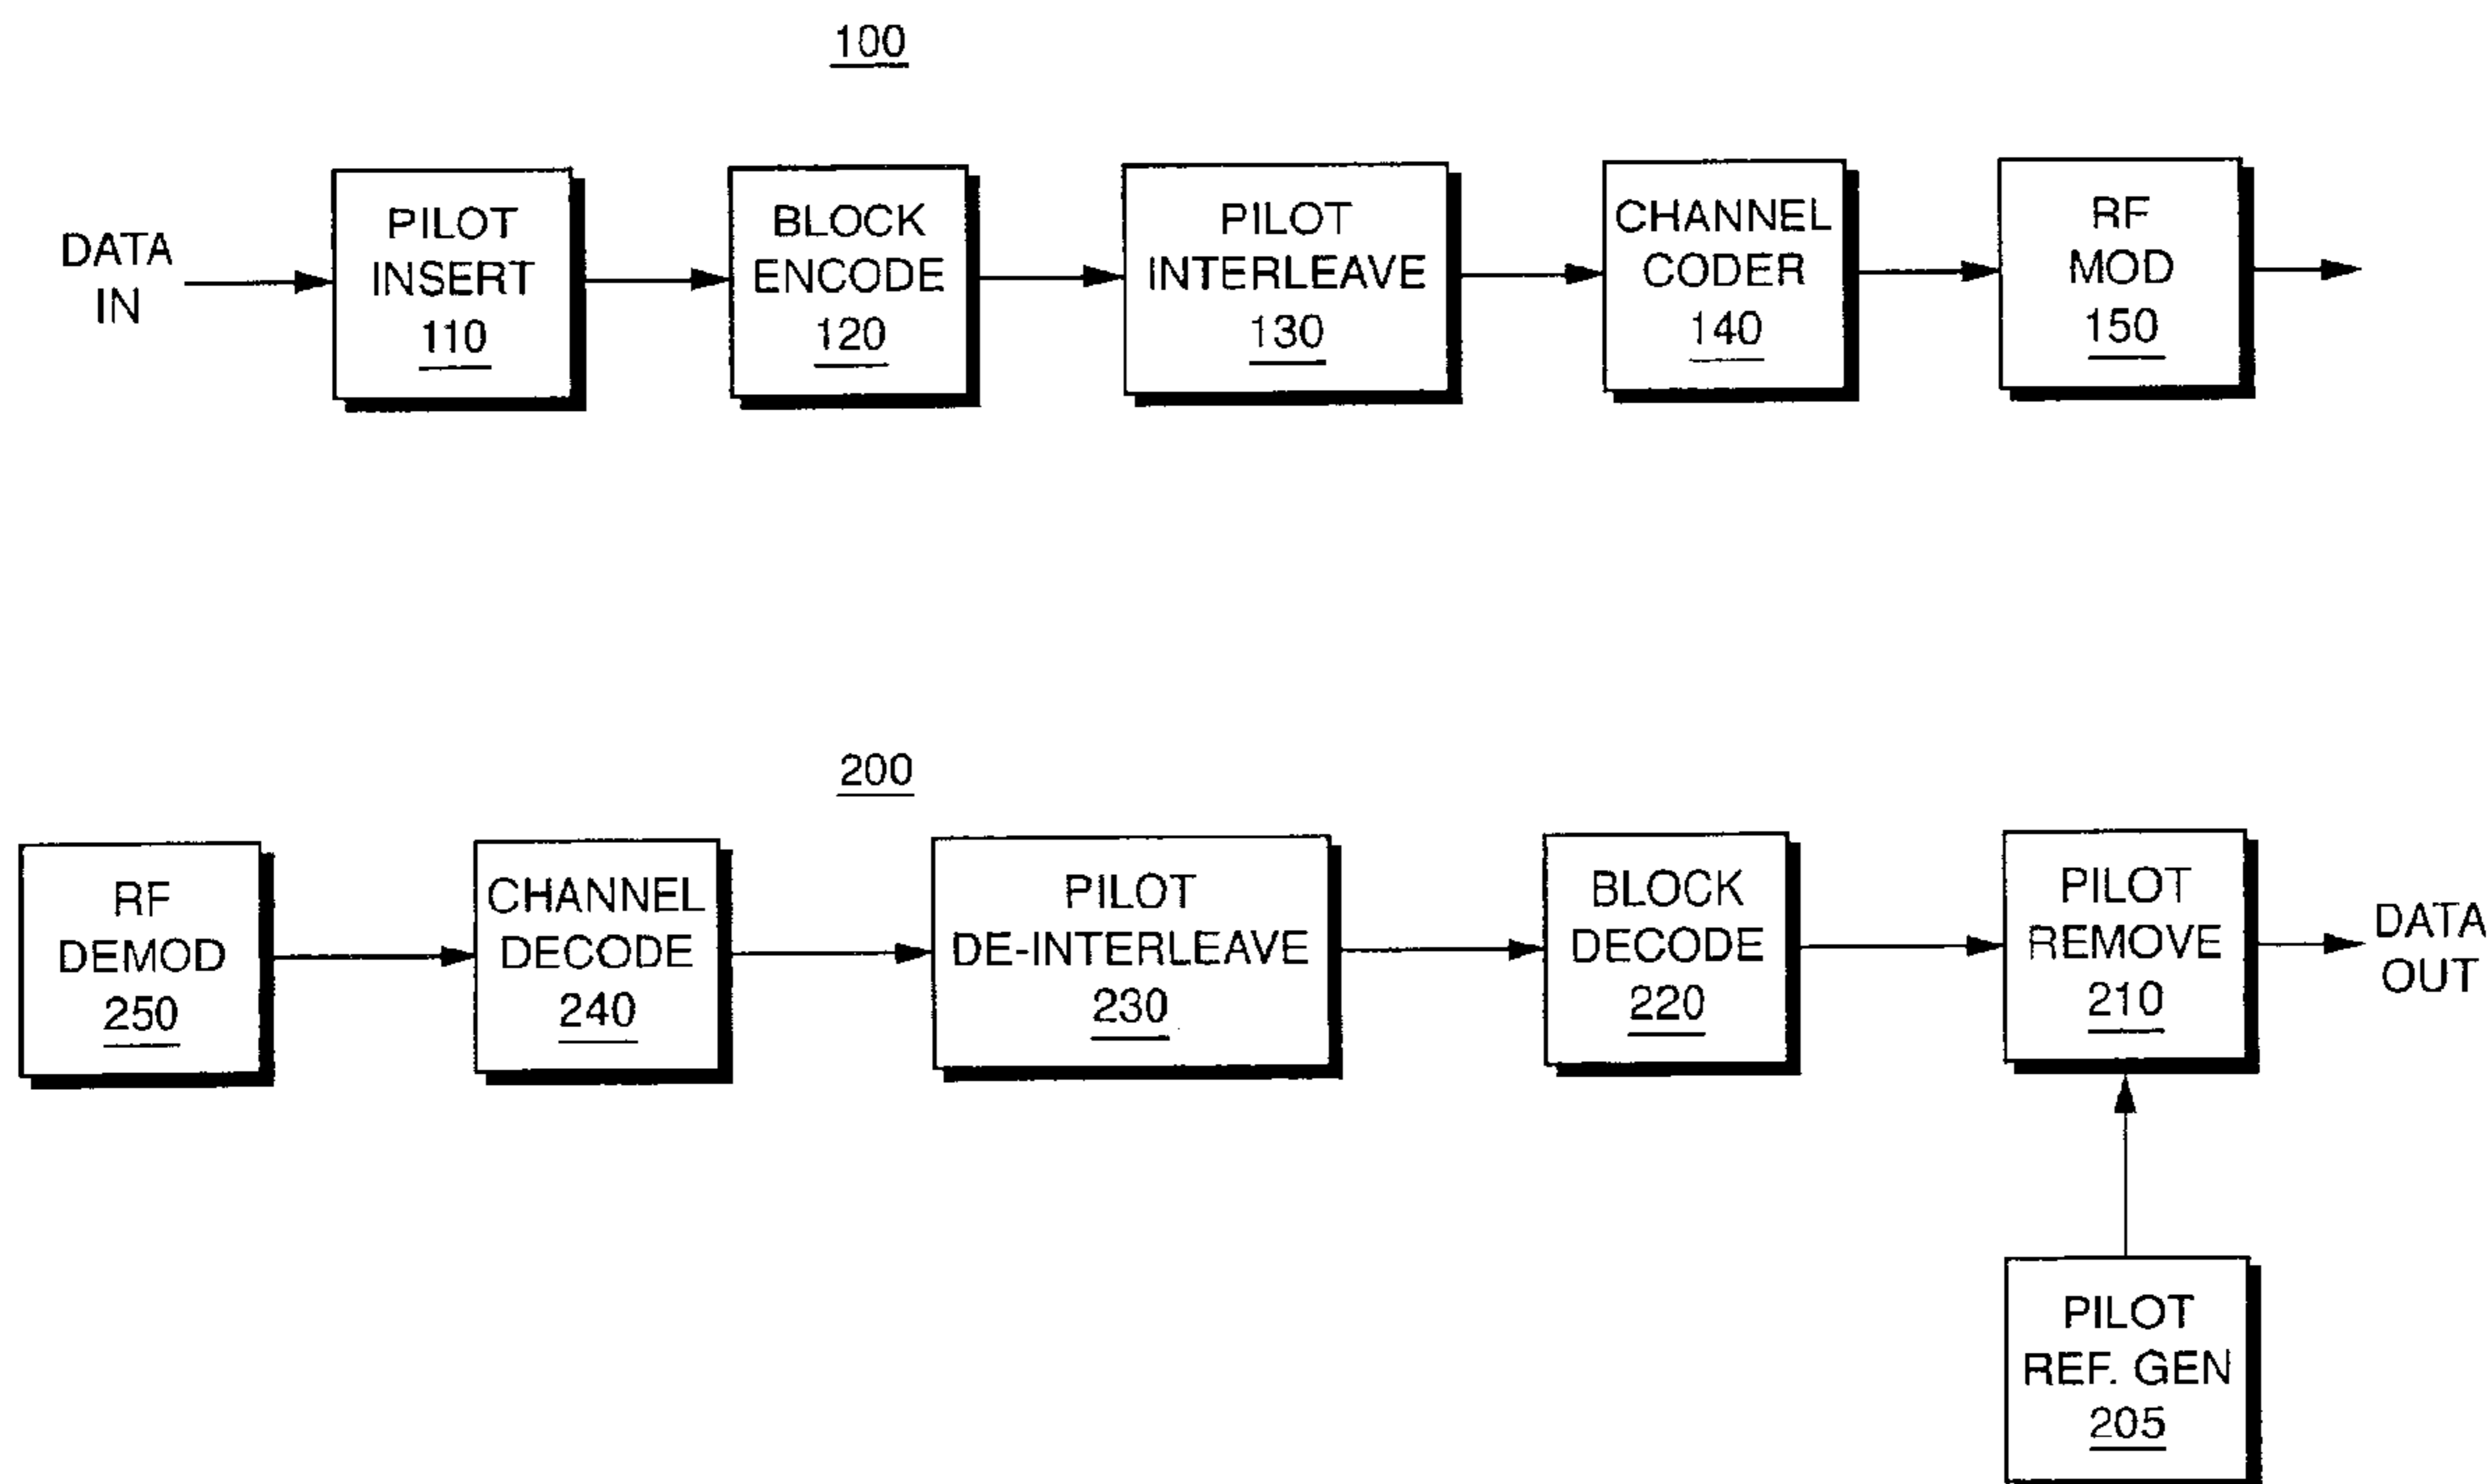 100
DATA
IN
PILOT
INSERT
110
BLOCK
ENCODE
120
PILOT
INTERLEAVE
130
CHANNEL
CODER
140
RF
MOD
150
200
RF
DEMOD
250
CHANNEL
DECODE
240
PILOT
DE-INTERLEAVE
230
BLOCK
DECODE
220
PILOT
REMOVE
210
DATA
OUT
PILOT
REF. GEN
205